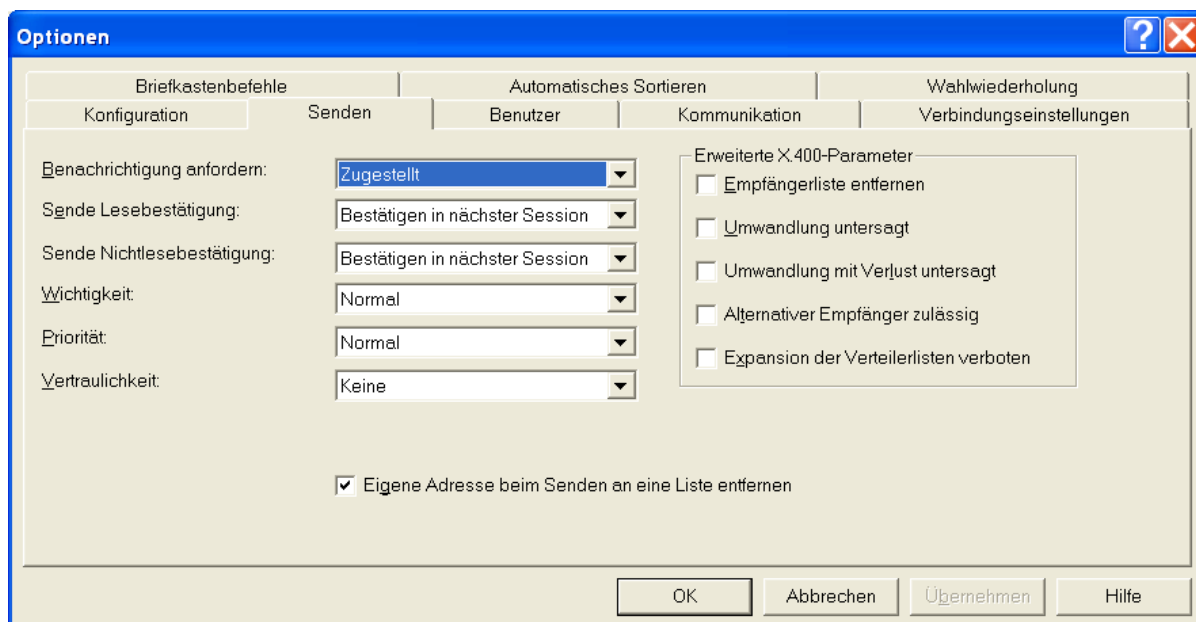 Optionen
Briefkastenbefehle Automatisches Sortieren Wahlwiederholung
Konfiguration Senden Benutzer Kommunikation Verbindungseinstellungen
Benachrichtigung anfordern: Zugestellt
Sende Lesebestätigung: Bestätigen in nächster Session
Sende Nichtlesebestätigung: Bestätigen in nächster Session
Wichtigkeit: Normal
Priorität: Normal
Vertraulichkeit: Keine
Erweiterte X.400-Parameter
Empfängerliste entfernen
Umwandlung untersagt
Umwandlung mit Verlust untersagt
Alternativer Empfänger zulässig
Expansion der Verteilerlisten verboten
Eigene Adresse beim Senden an eine Liste entfernen
OK Abbrechen Übernehmen Hilfe